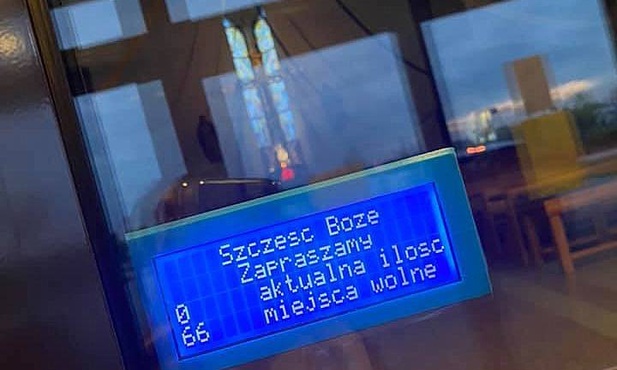 Szczesc Boze
Zapraszamy
0 aktualna ilosc
66 miejsca wolne